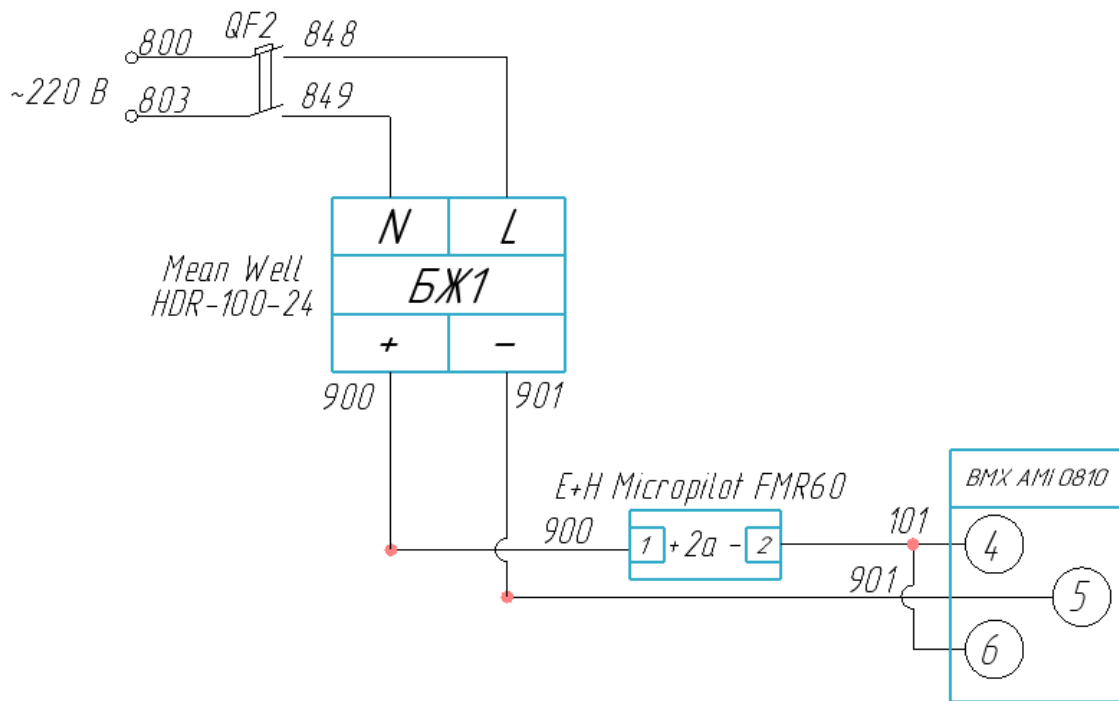 QF2
800
848
~220 В
803
849
N
L
Mean Well
HDR-100-24
БЖ1
+
-
900
901
E+H Micropilot FMR60
BMX AMI 0810
900
1
+ 2а -
2
101
4
901
5
6